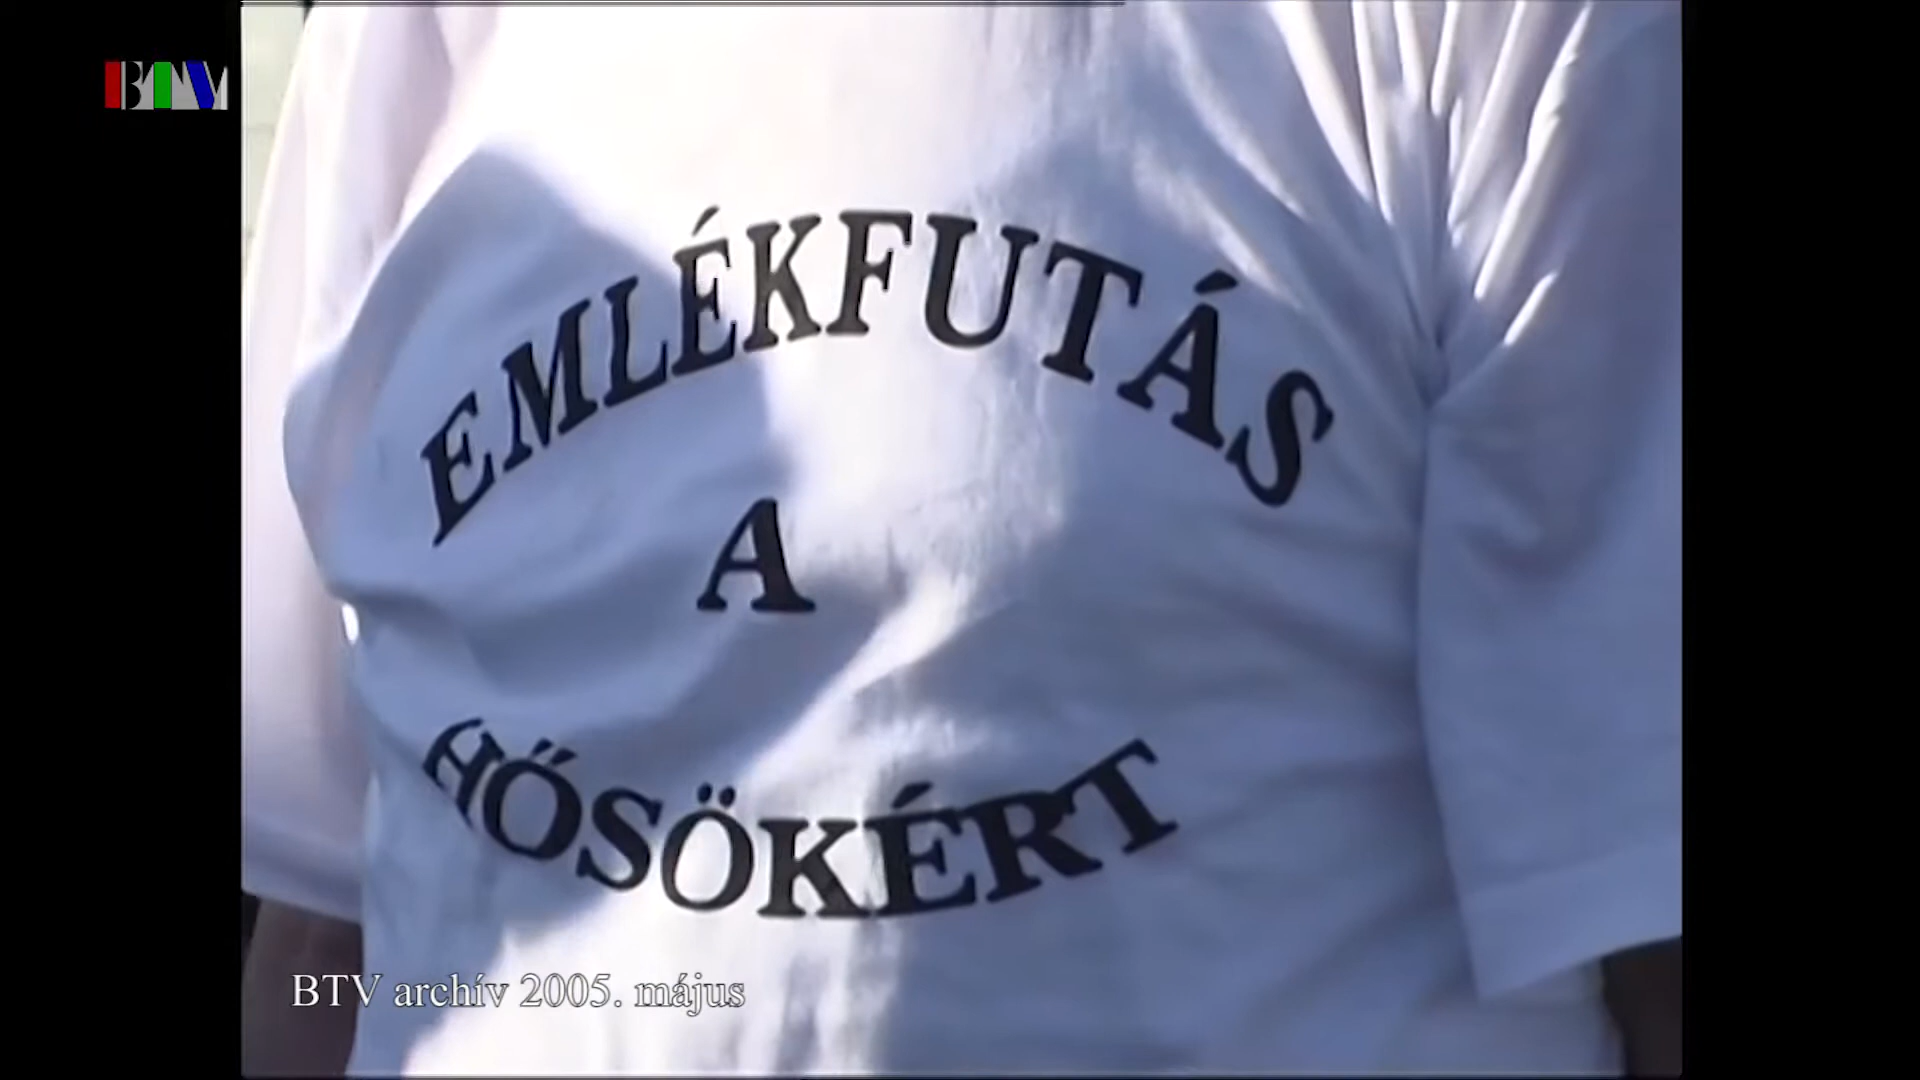 BTV
EMLÉKFUTÁS
A
HŐSÖKÉRT
BTV archív 2005. május